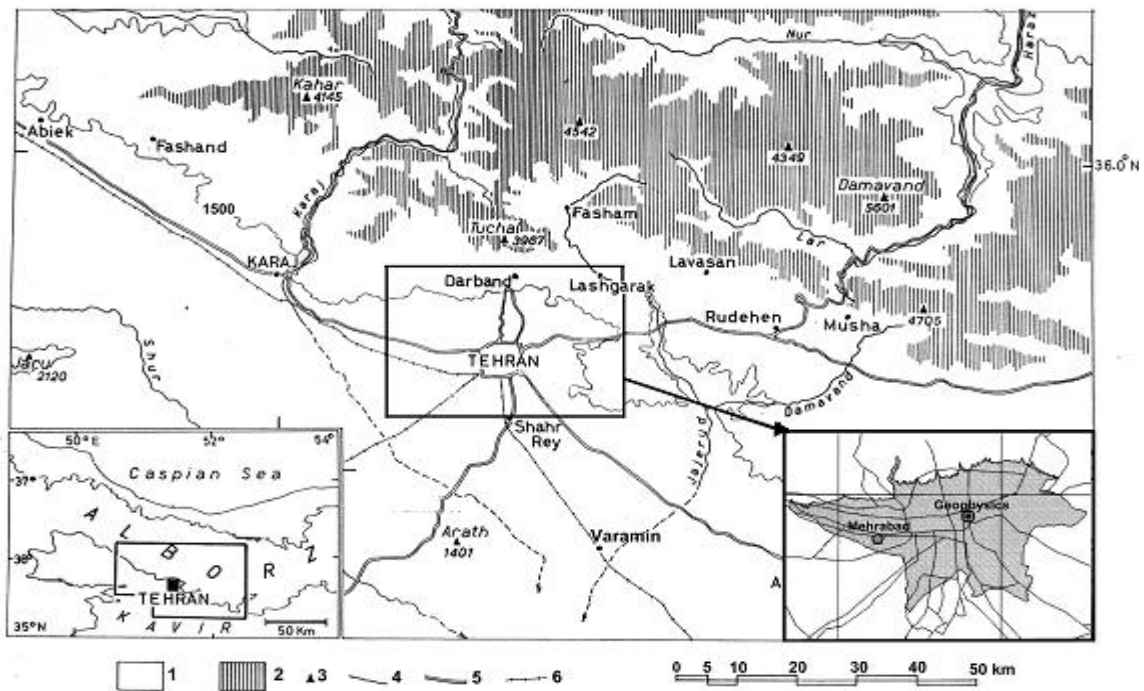 Nur
Haraz
Kahar
4145
Abiek
Fashand
4542
4349
36.0°N
Karaj
Damavand
5601
1500
Fasham
Tuchal
3967
Lar
KARAJ
Darband
Lashgarak
Lavasan
Rudehen
Musha
4705
TEHRAN
Shur
Jaru
2120
Damavand
Shahr
Rey
Jajerud
50°E 52° 54°
Caspian Sea
37°
A L R Z
36°
TEHRAN
KAVIR
35°N
50 Km
Arath
1401
Varamin
A
Geophysics
Mehrabad
1 2 3 4 5 6
0 5 10 20 30 40 50 km